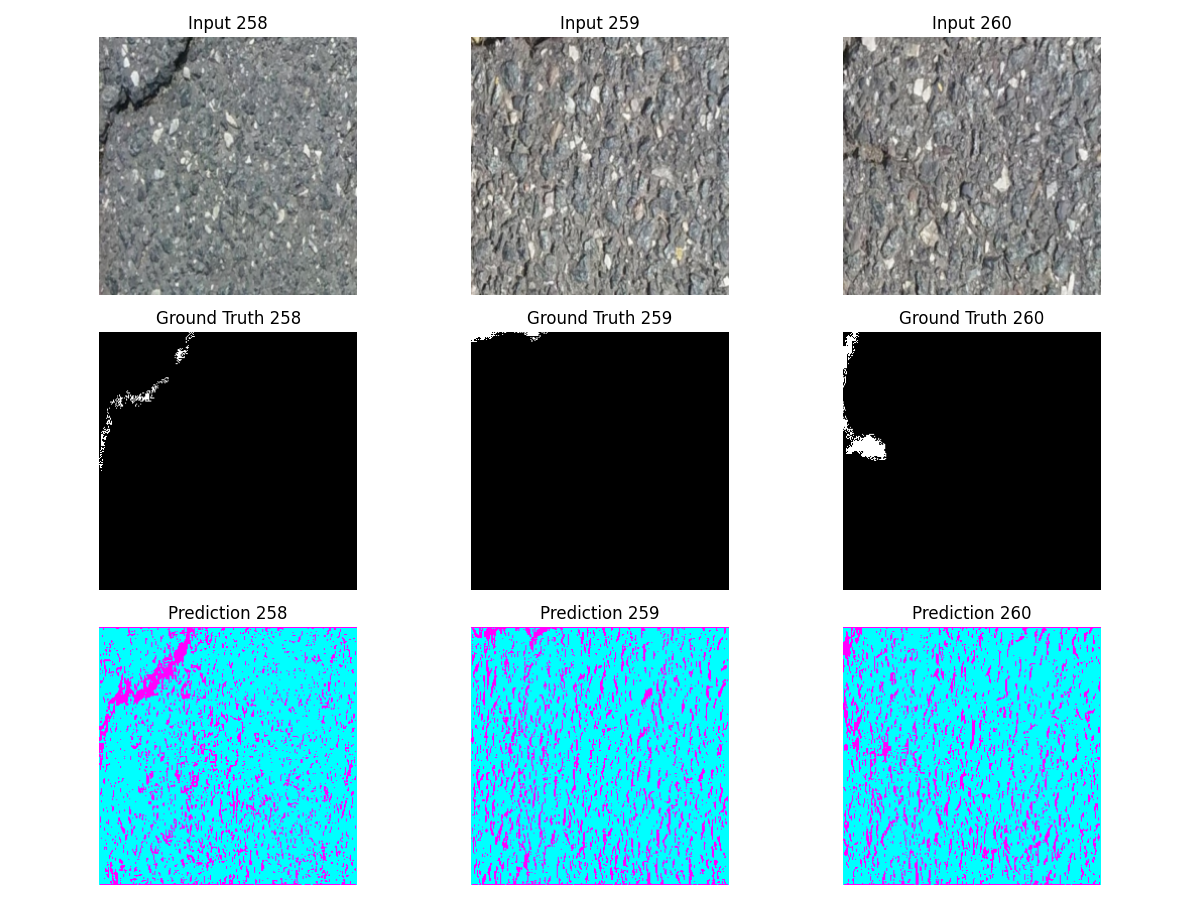 Input 258
Input 259
Input 260
Ground Truth 258
Ground Truth 259
Ground Truth 260
Prediction 258
Prediction 259
Prediction 260